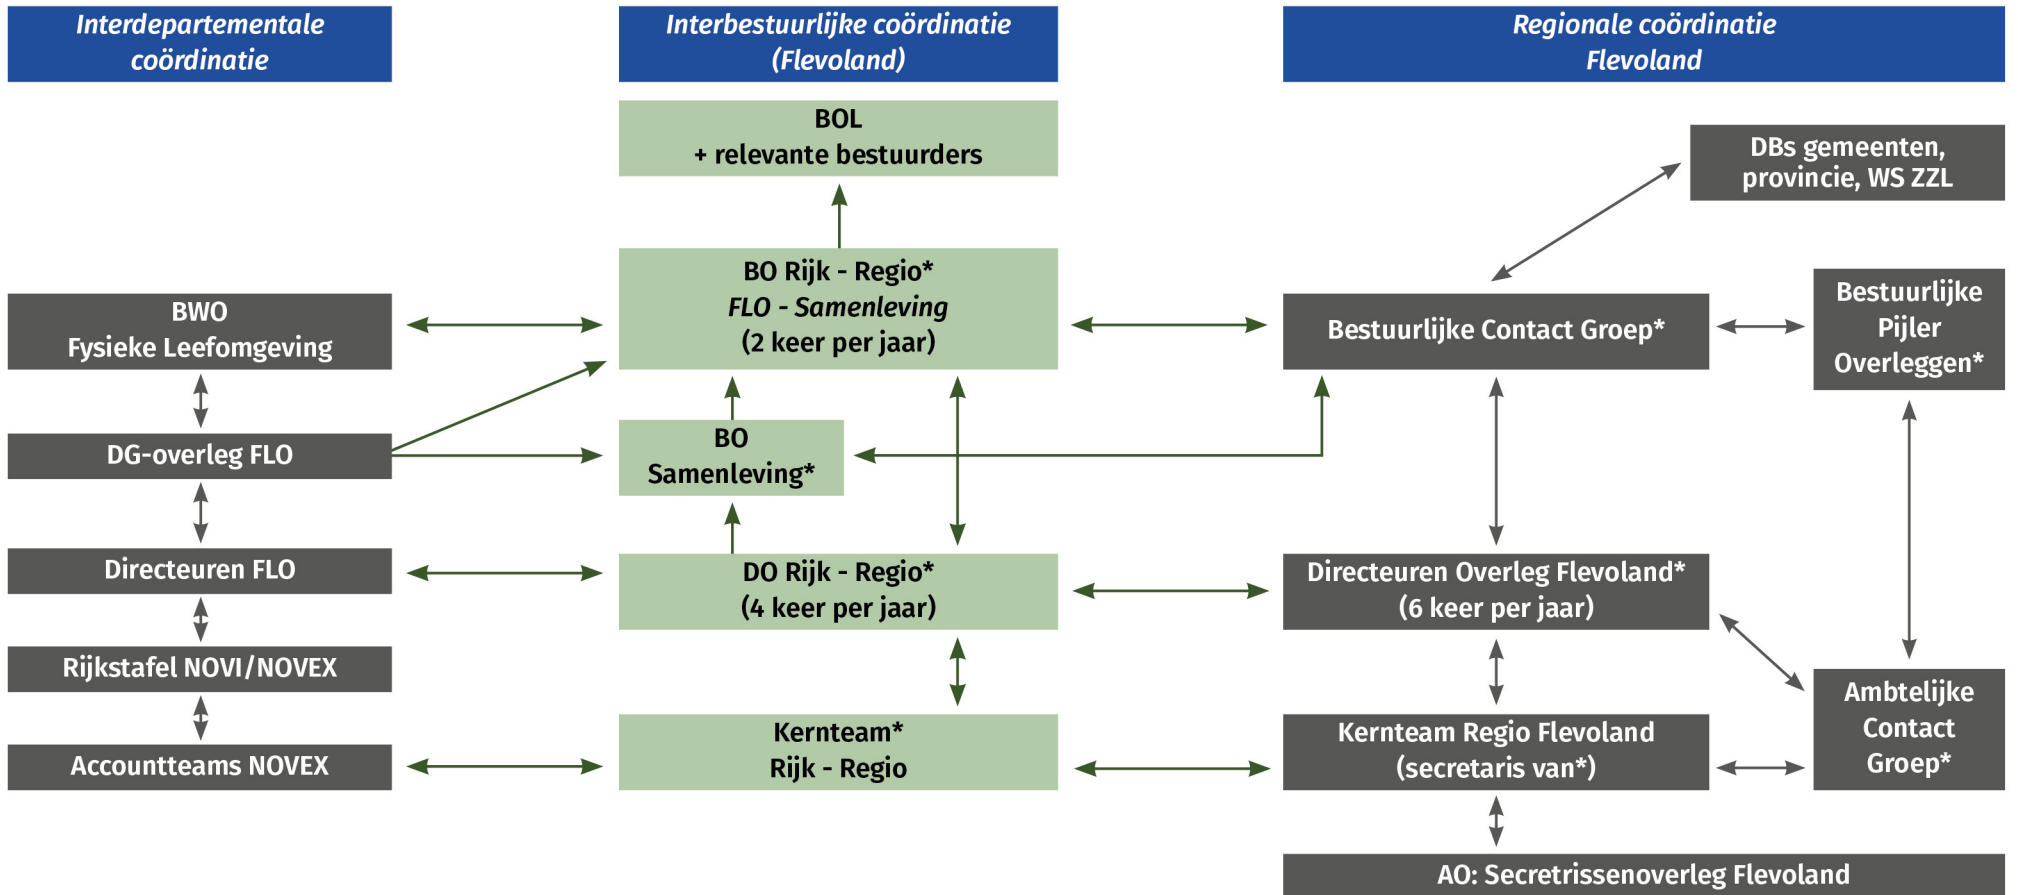 Interdepartementale
coördinatie
Interbestuurlijke coördinatie
(Flevoland)
Regionale coördinatie
Flevoland
BOL
+ relevante bestuurders
DBs gemeenten,
provincie, WS ZZL
BWO
Fysieke Leefomgeving
BO Rijk - Regio*
FLO - Samenleving
(2 keer per jaar)
Bestuurlijke Contact Groep*
Bestuurlijke
Pijler
Overleggen*
DG-overleg FLO
BO
Samenleving*
Directeuren FLO
DO Rijk - Regio*
(4 keer per jaar)
Directeuren Overleg Flevoland*
(6 keer per jaar)
Rijkstafel NOVI/NOVEX
Accountteams NOVEX
Kernteam*
Rijk - Regio
Kernteam Regio Flevoland
(secretaris van*)
Ambtelijke
Contact
Groep*
AO: Secretrissenoverleg Flevoland